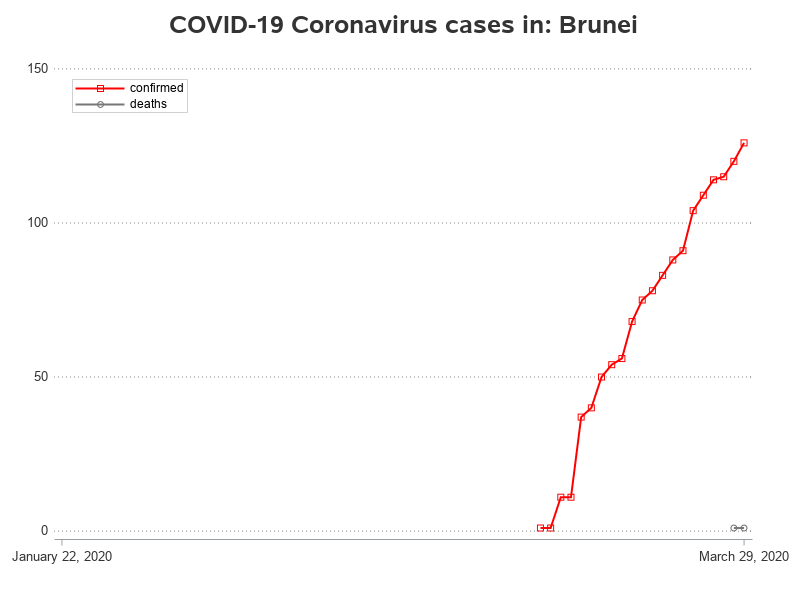 COVID-19 Coronavirus cases in: Brunei
150
confirmed
deaths
100
50
0
January 22, 2020
March 29, 2020